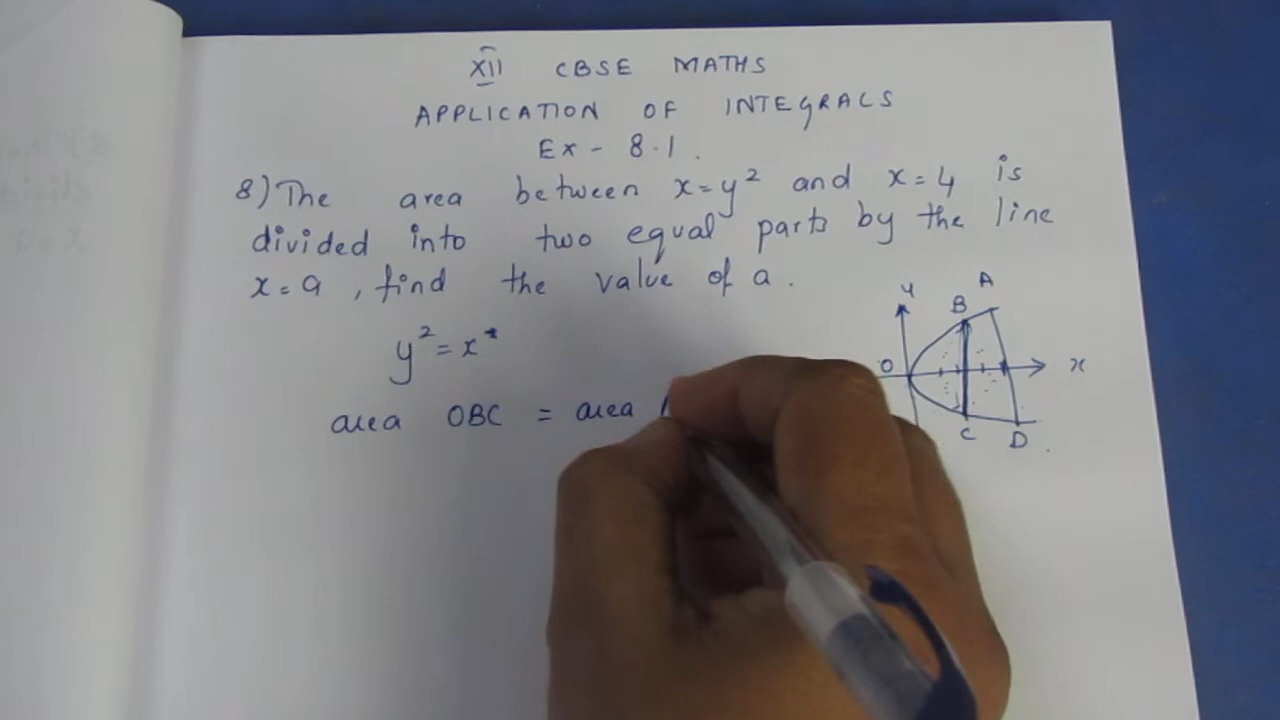 XII CBSE MATHS
APPLICATION OF INTEGRALS
Ex - 8.1.
8) The area between x=y² and x=4 is
divided into two equal parts by the line
x=a, find the value of a.
y² = x
area OBC = area
y
A
B
O
x
C
D